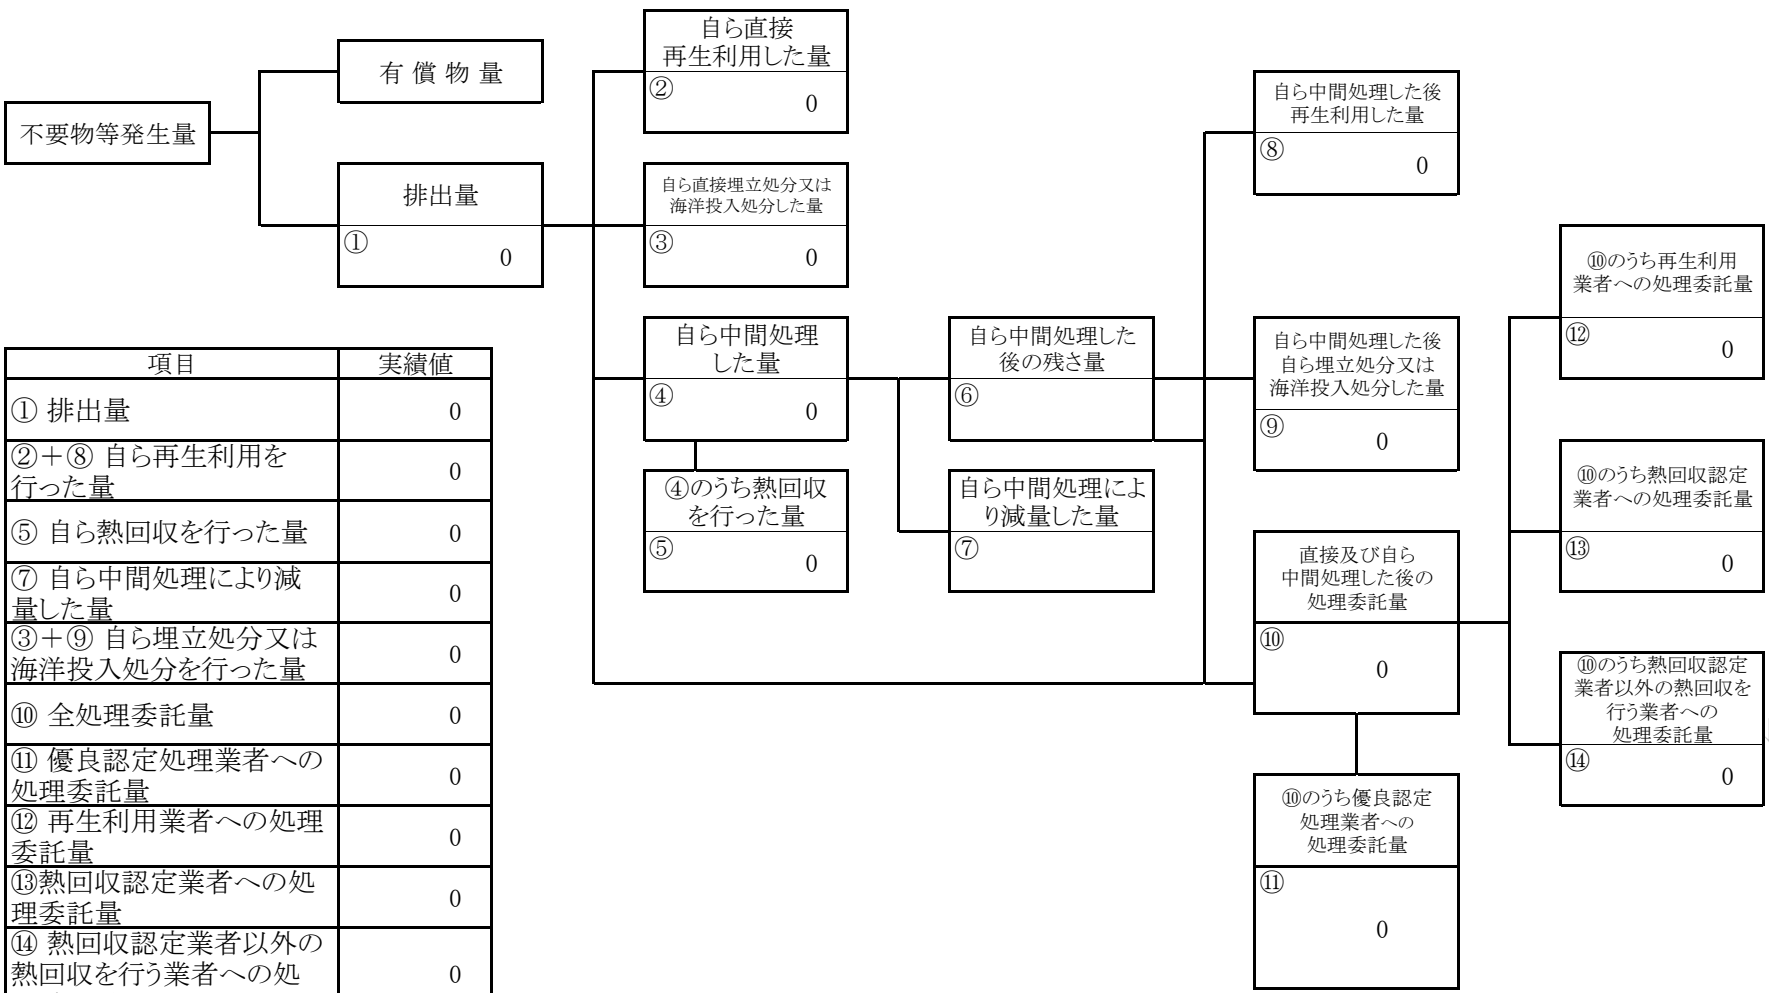 不要物等発生量
有 償 物 量
排出量
①
0
自ら直接
再生利用した量
②
0
自ら直接埋立処分又は
海洋投入処分した量
③
0
自ら中間処理
した量
④
0
④のうち熱回収
を行った量
⑤
0
自ら中間処理した
後の残さ量
⑥
自ら中間処理によ
り減量した量
⑦
自ら中間処理した後
再生利用した量
⑧
0
自ら中間処理した後
自ら埋立処分又は
海洋投入処分した量
⑨
0
直接及び自ら
中間処理した後の
処理委託量
⑩
0
⑩のうち優良認定
処理業者への
処理委託量
⑪
0
⑩のうち再生利用
業者への処理委託量
⑫
0
⑩のうち熱回収認定
業者への処理委託量
⑬
0
⑩のうち熱回収認定
業者以外の熱回収を
行う業者への
処理委託量
⑭
0
項目 実績値
① 排出量 0
②＋⑧ 自ら再生利用を
行った量 0
⑤ 自ら熱回収を行った量 0
⑦ 自ら中間処理により減
量した量 0
③＋⑨ 自ら埋立処分又は
海洋投入処分を行った量 0
⑩ 全処理委託量 0
⑪ 優良認定処理業者への
処理委託量 0
⑫ 再生利用業者への処理
委託量 0
⑬熱回収認定業者への処
理委託量 0
⑭ 熱回収認定業者以外の
熱回収を行う業者への処 0